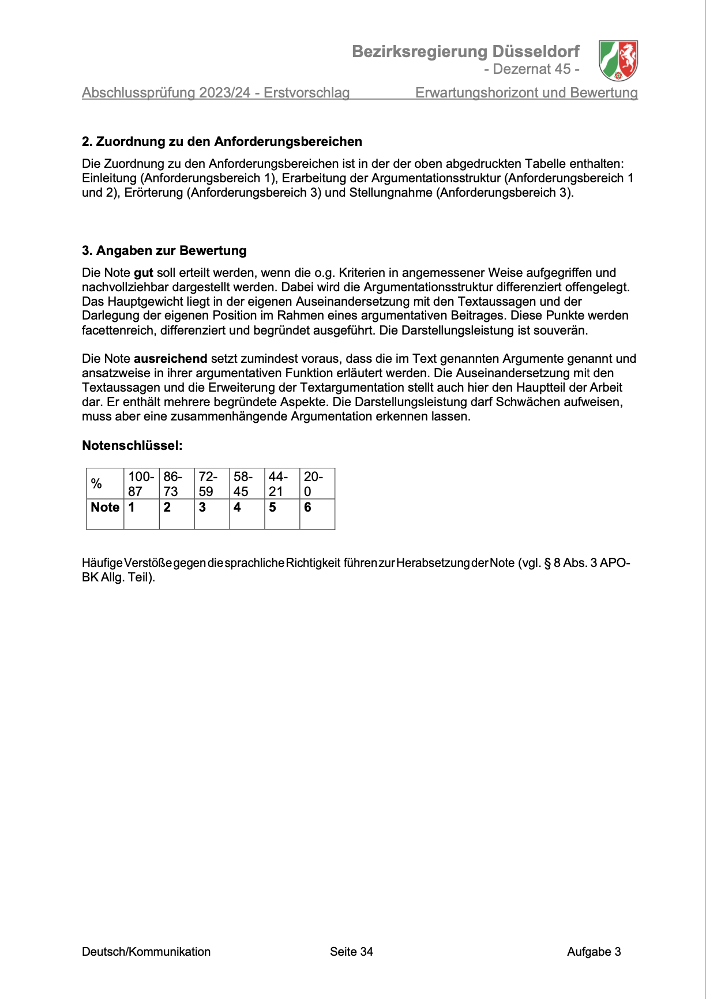 Bezirksregierung Düsseldorf
- Dezernat 45 -
Abschlussprüfung 2023/24 - Erstvorschlag Erwartungshorizont und Bewertung
2. Zuordnung zu den Anforderungsbereichen
Die Zuordnung zu den Anforderungsbereichen ist in der der oben abgedruckten Tabelle enthalten:
Einleitung (Anforderungsbereich 1), Erarbeitung der Argumentationsstruktur (Anforderungsbereich 1
und 2), Erörterung (Anforderungsbereich 3) und Stellungnahme (Anforderungsbereich 3).
3. Angaben zur Bewertung
Die Note gut soll erteilt werden, wenn die o.g. Kriterien in angemessener Weise aufgegriffen und
nachvollziehbar dargestellt werden. Dabei wird die Argumentationsstruktur differenziert offengelegt.
Das Hauptgewicht liegt in der eigenen Auseinandersetzung mit den Textaussagen und der
Darlegung der eigenen Position im Rahmen eines argumentativen Beitrages. Diese Punkte werden
facettenreich, differenziert und begründet ausgeführt. Die Darstellungsleistung ist souverän.
Die Note ausreichend setzt zumindest voraus, dass die im Text genannten Argumente genannt und
ansatzweise in ihrer argumentativen Funktion erläutert werden. Die Auseinandersetzung mit den
Textaussagen und die Erweiterung der Textargumentation stellt auch hier den Hauptteil der Arbeit
dar. Er enthält mehrere begründete Aspekte. Die Darstellungsleistung darf Schwächen aufweisen,
muss aber eine zusammenhängende Argumentation erkennen lassen.
Notenschlüssel:
% 100-87 86-73 72-59 58-45 44-21 20-0
Note 1 2 3 4 5 6
Häufige Verstöße gegen die sprachliche Richtigkeit führen zur Herabsetzung der Note (vgl. § 8 Abs. 3 APO-
BK Allg. Teil).
Deutsch/Kommunikation Seite 34 Aufgabe 3